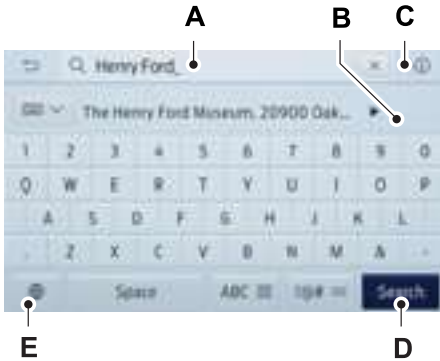 A
B
C
Henry Ford_
The Henry Ford Museum, 20900 Oak...
1 2 3 4 5 6 7 8 9 0
Q W E R T Y U I O P
A S D F G H J K L
. Z X C V B N M & -
Space ABC !@# Search
E
D